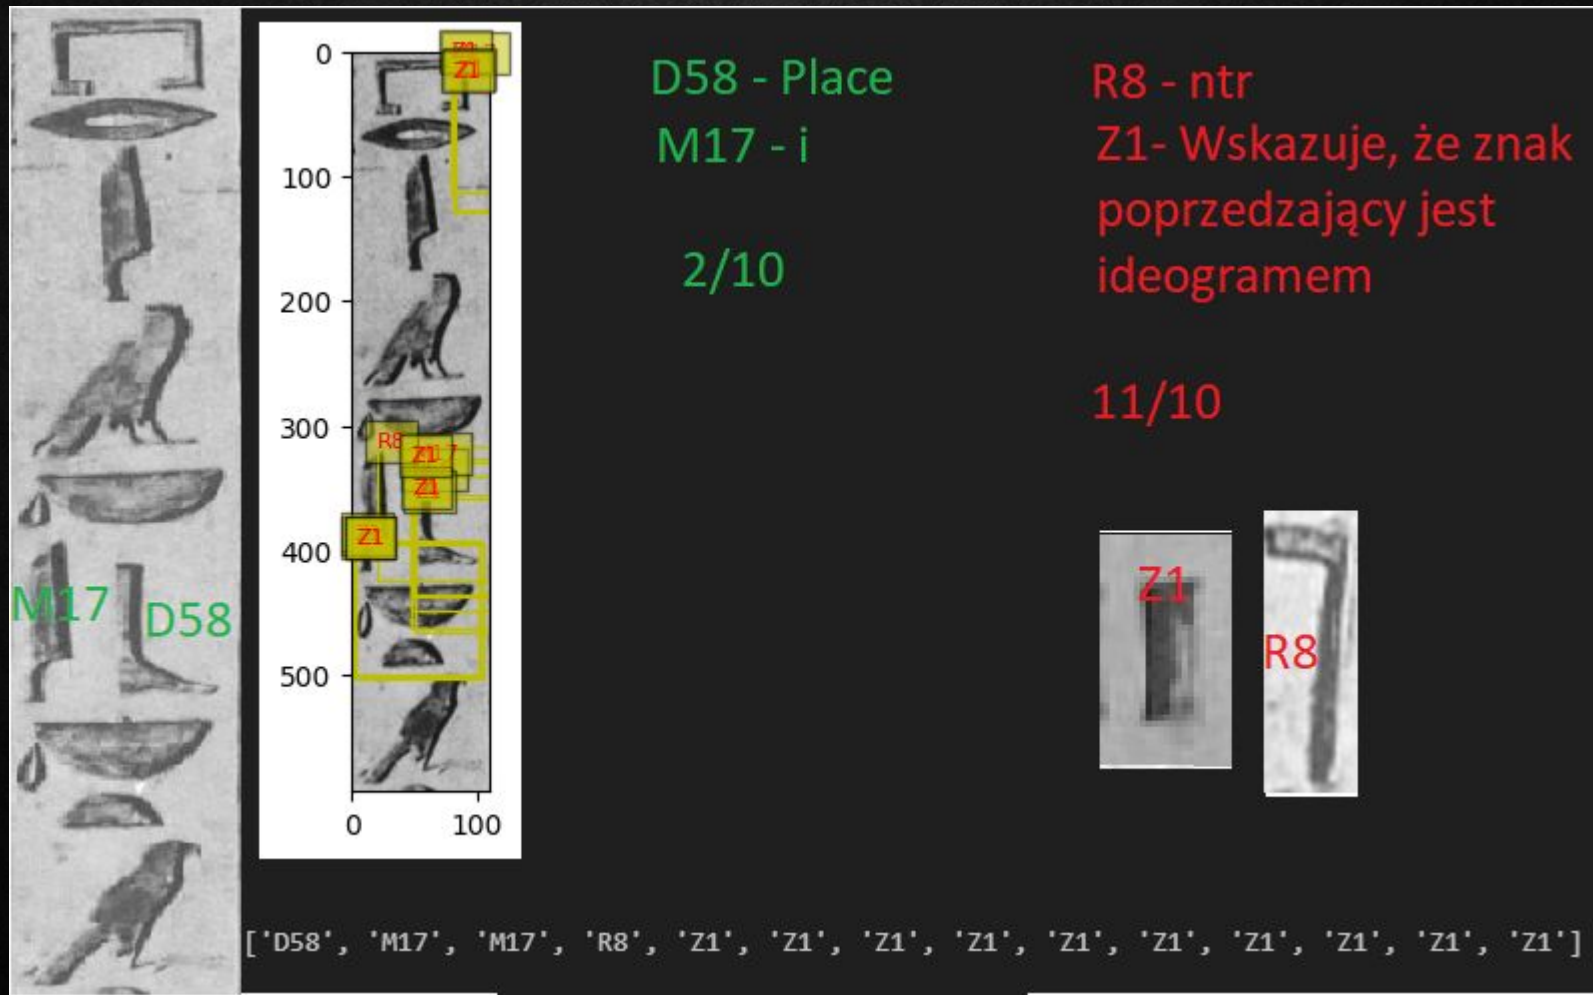 D58 - Place
M17 - i
2/10
R8 - ntr
Z1- Wskazuje, że znak
poprzedzający jest
ideogramem
11/10
0
100
200
300
400
500
0 100
Z1
R8
Z1
Z1
Z1
M17 D58
Z1
R8
['D58', 'M17', 'M17', 'R8', 'Z1', 'Z1', 'Z1', 'Z1', 'Z1', 'Z1', 'Z1', 'Z1', 'Z1', 'Z1']